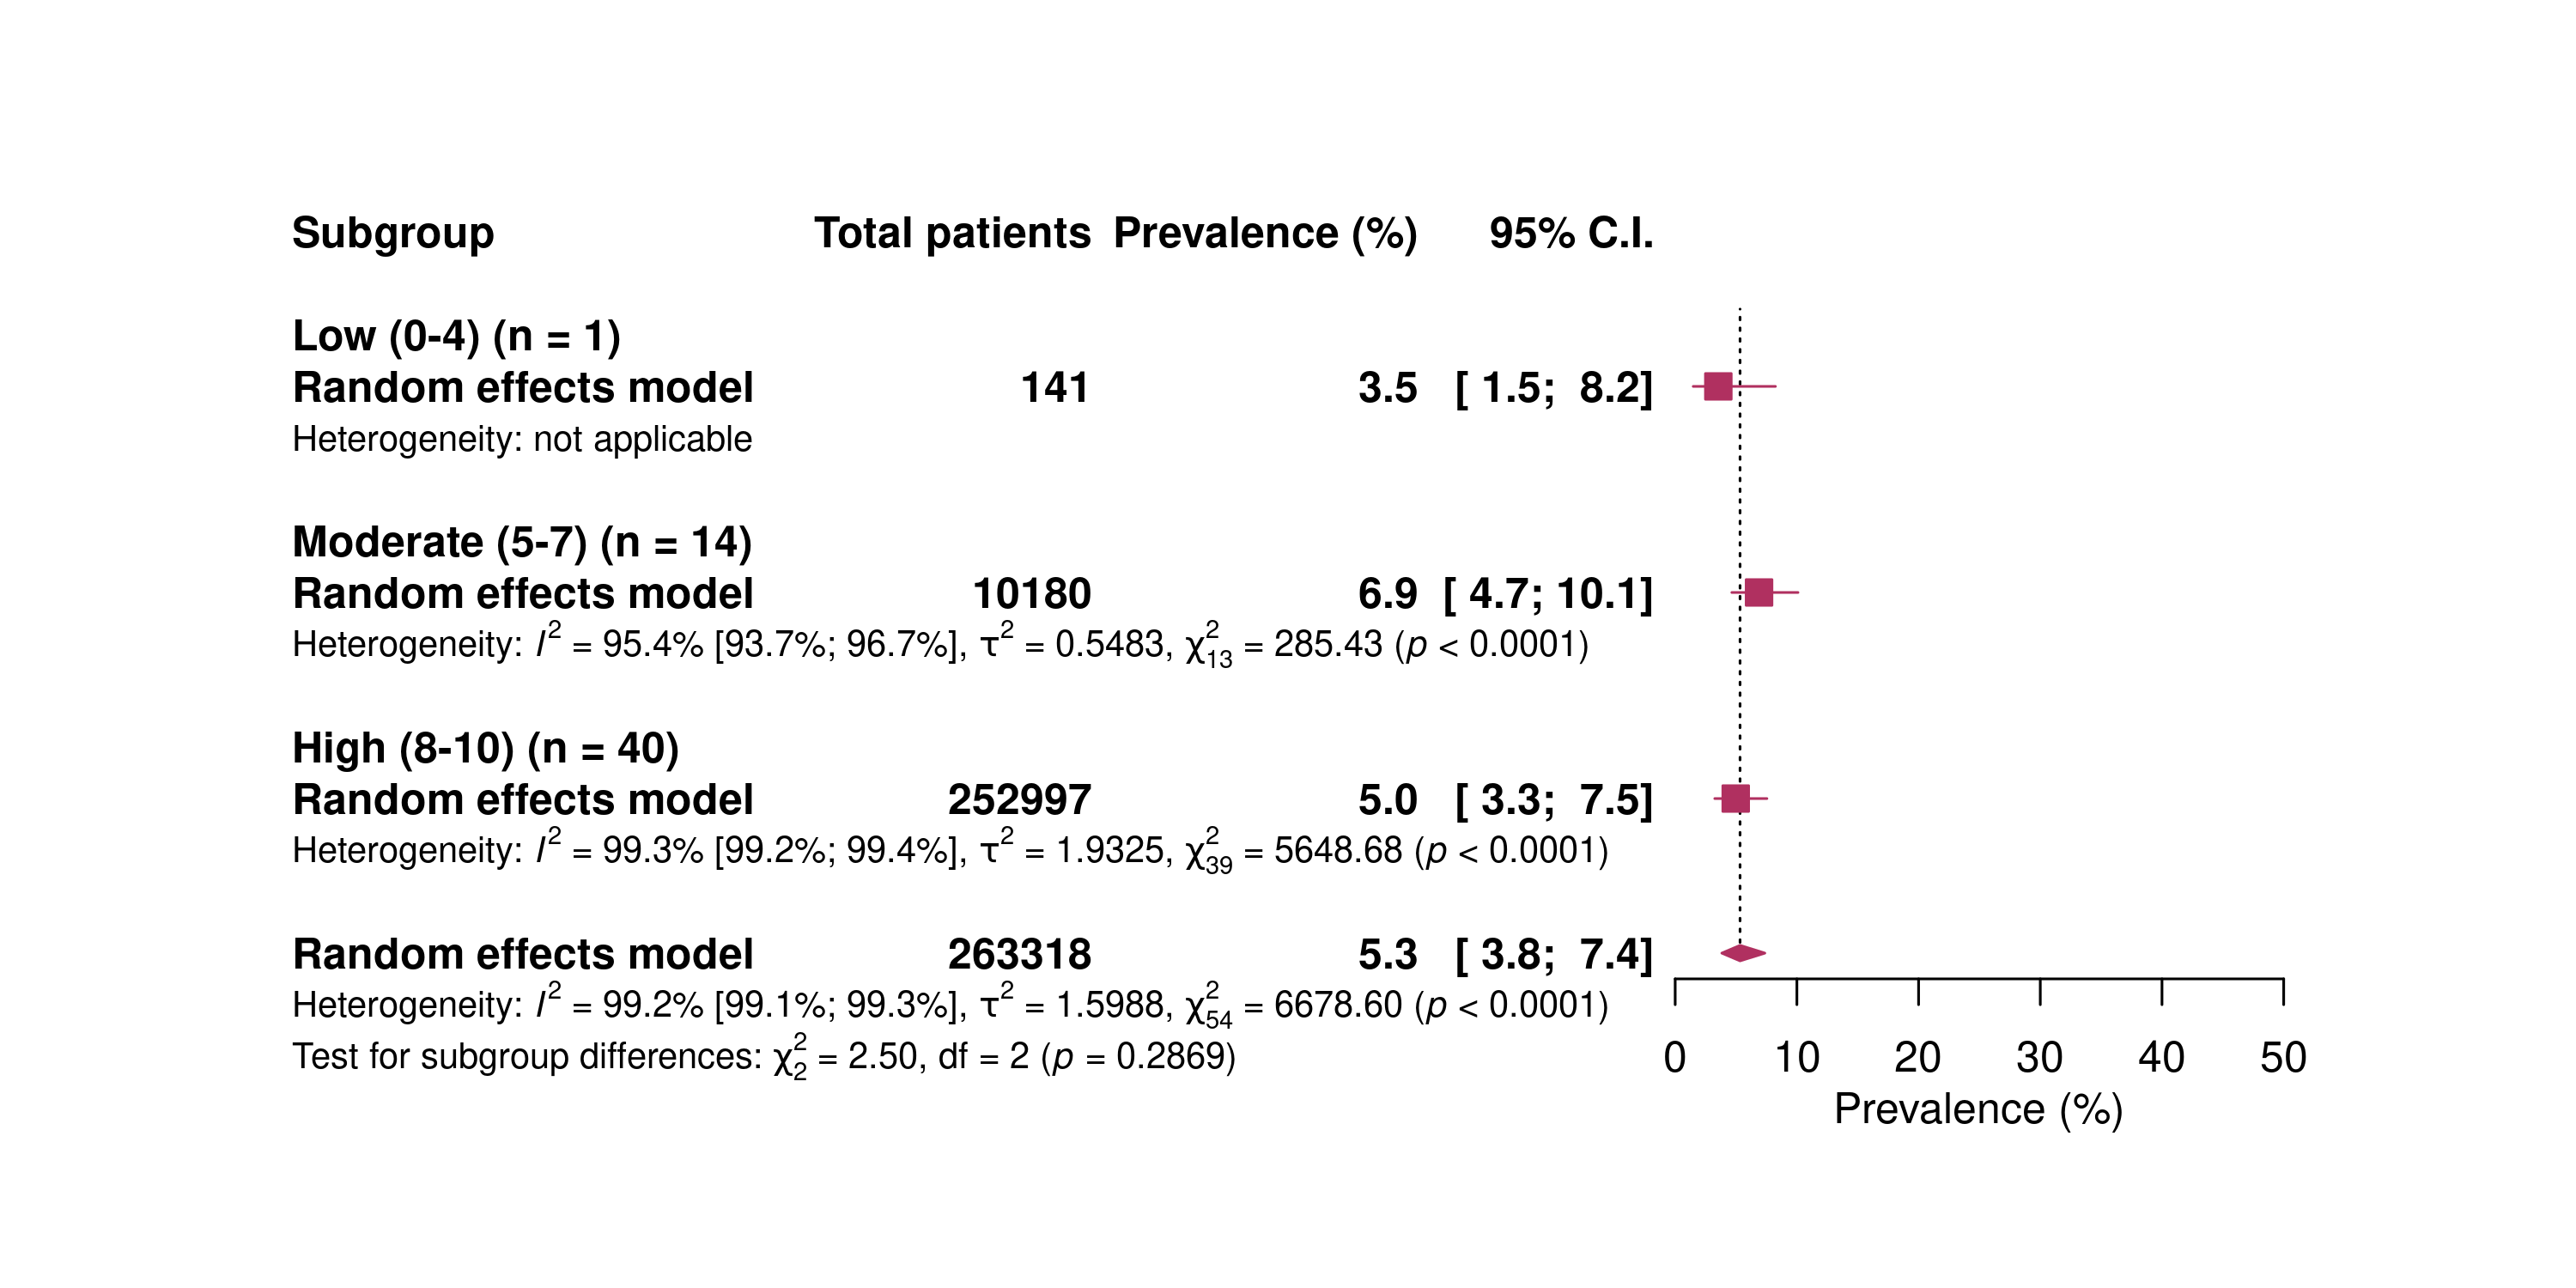 Subgroup Total patients Prevalence (%) 95% C.I.
Low (0-4) (n = 1)
Random effects model 141 3.5 [ 1.5; 8.2]
Heterogeneity: not applicable
Moderate (5-7) (n = 14)
Random effects model 10180 6.9 [ 4.7; 10.1]
Heterogeneity: I² = 95.4% [93.7%; 96.7%], τ² = 0.5483, χ²₁₃ = 285.43 (p < 0.0001)
High (8-10) (n = 40)
Random effects model 252997 5.0 [ 3.3; 7.5]
Heterogeneity: I² = 99.3% [99.2%; 99.4%], τ² = 1.9325, χ²₃₉ = 5648.68 (p < 0.0001)
Random effects model 263318 5.3 [ 3.8; 7.4]
Heterogeneity: I² = 99.2% [99.1%; 99.3%], τ² = 1.5988, χ²₅₄ = 6678.60 (p < 0.0001)
Test for subgroup differences: χ²₂ = 2.50, df = 2 (p = 0.2869)
0 10 20 30 40 50
Prevalence (%)